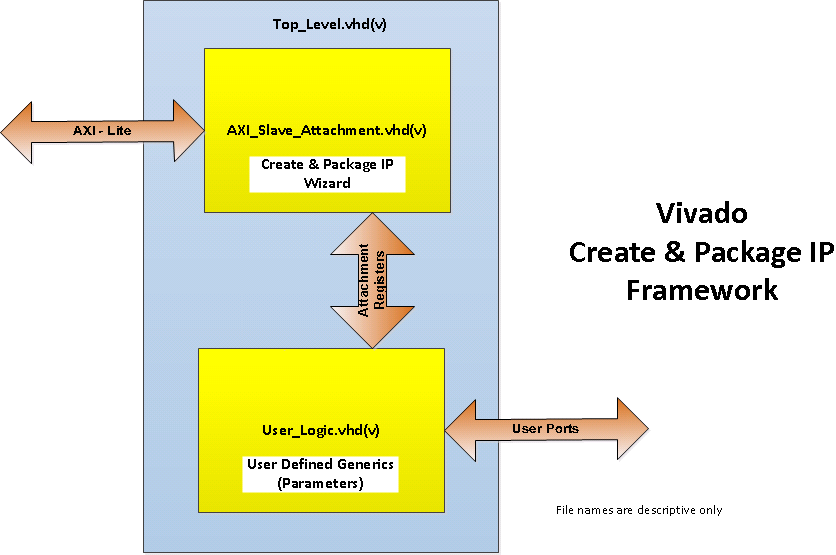 Top_Level.vhd(v)
AXI - Lite
AXI_Slave_Attachment.vhd(v)
Create & Package IP
Wizard
Vivado
Create & Package IP
Framework
Attachment
Registers
User_Logic.vhd(v)
User Defined Generics
(Parameters)
User Ports
File names are descriptive only